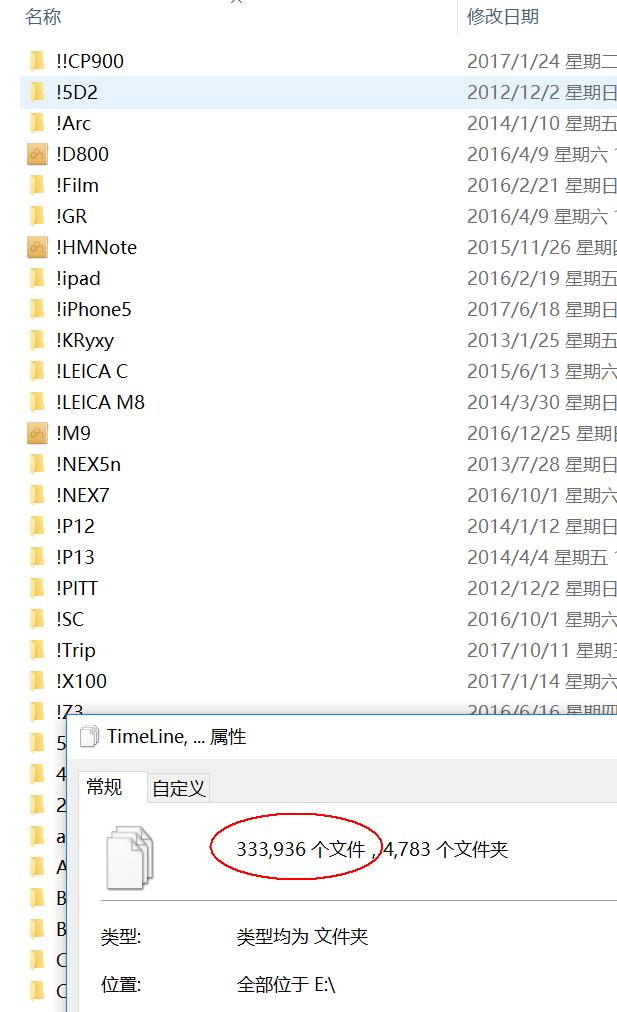 名称 修改日期
!!CP900 2017/1/24 星期二
!5D2 2012/12/2 星期日
!Arc 2014/1/10 星期五
!D800 2016/4/9 星期六
!Film 2016/2/21 星期日
!GR 2016/4/9 星期六
!HMNote 2015/11/26 星期四
!ipad 2016/2/19 星期五
!iPhone5 2017/6/18 星期日
!KRyxy 2013/1/25 星期五
!LEICA C 2015/6/13 星期六
!LEICA M8 2014/3/30 星期日
!M9 2016/12/25 星期日
!NEX5n 2013/7/28 星期日
!NEX7 2016/10/1 星期六
!P12 2014/1/12 星期日
!P13 2014/4/4 星期五
!PITT 2012/12/2 星期日
!SC 2016/10/1 星期六
!Trip 2017/10/11 星期三
!X100 2017/1/14 星期六
!Z3 2016/6/16 星期四
5
4
2
a
A
B
B
C
C
TimeLine, ... 属性
常规 自定义
333,936 个文件，4,783 个文件夹
类型: 类型均为 文件夹
位置: 全部位于 E:\